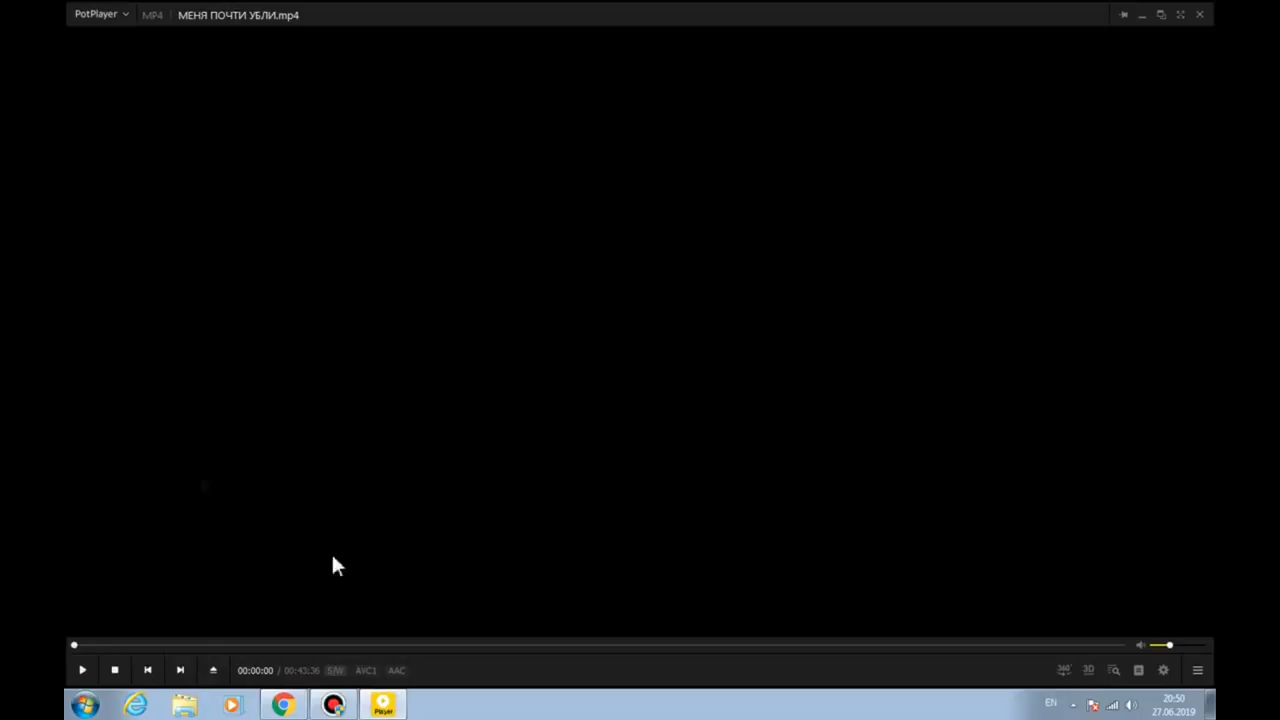 PotPlayer MP4 МЕНЯ ПОЧТИ УБЛИ.mp4
00:00:00 / 00:43:36 S/W AVC1 AAC 360° 3D
Player EN 20:50
27.06.2019